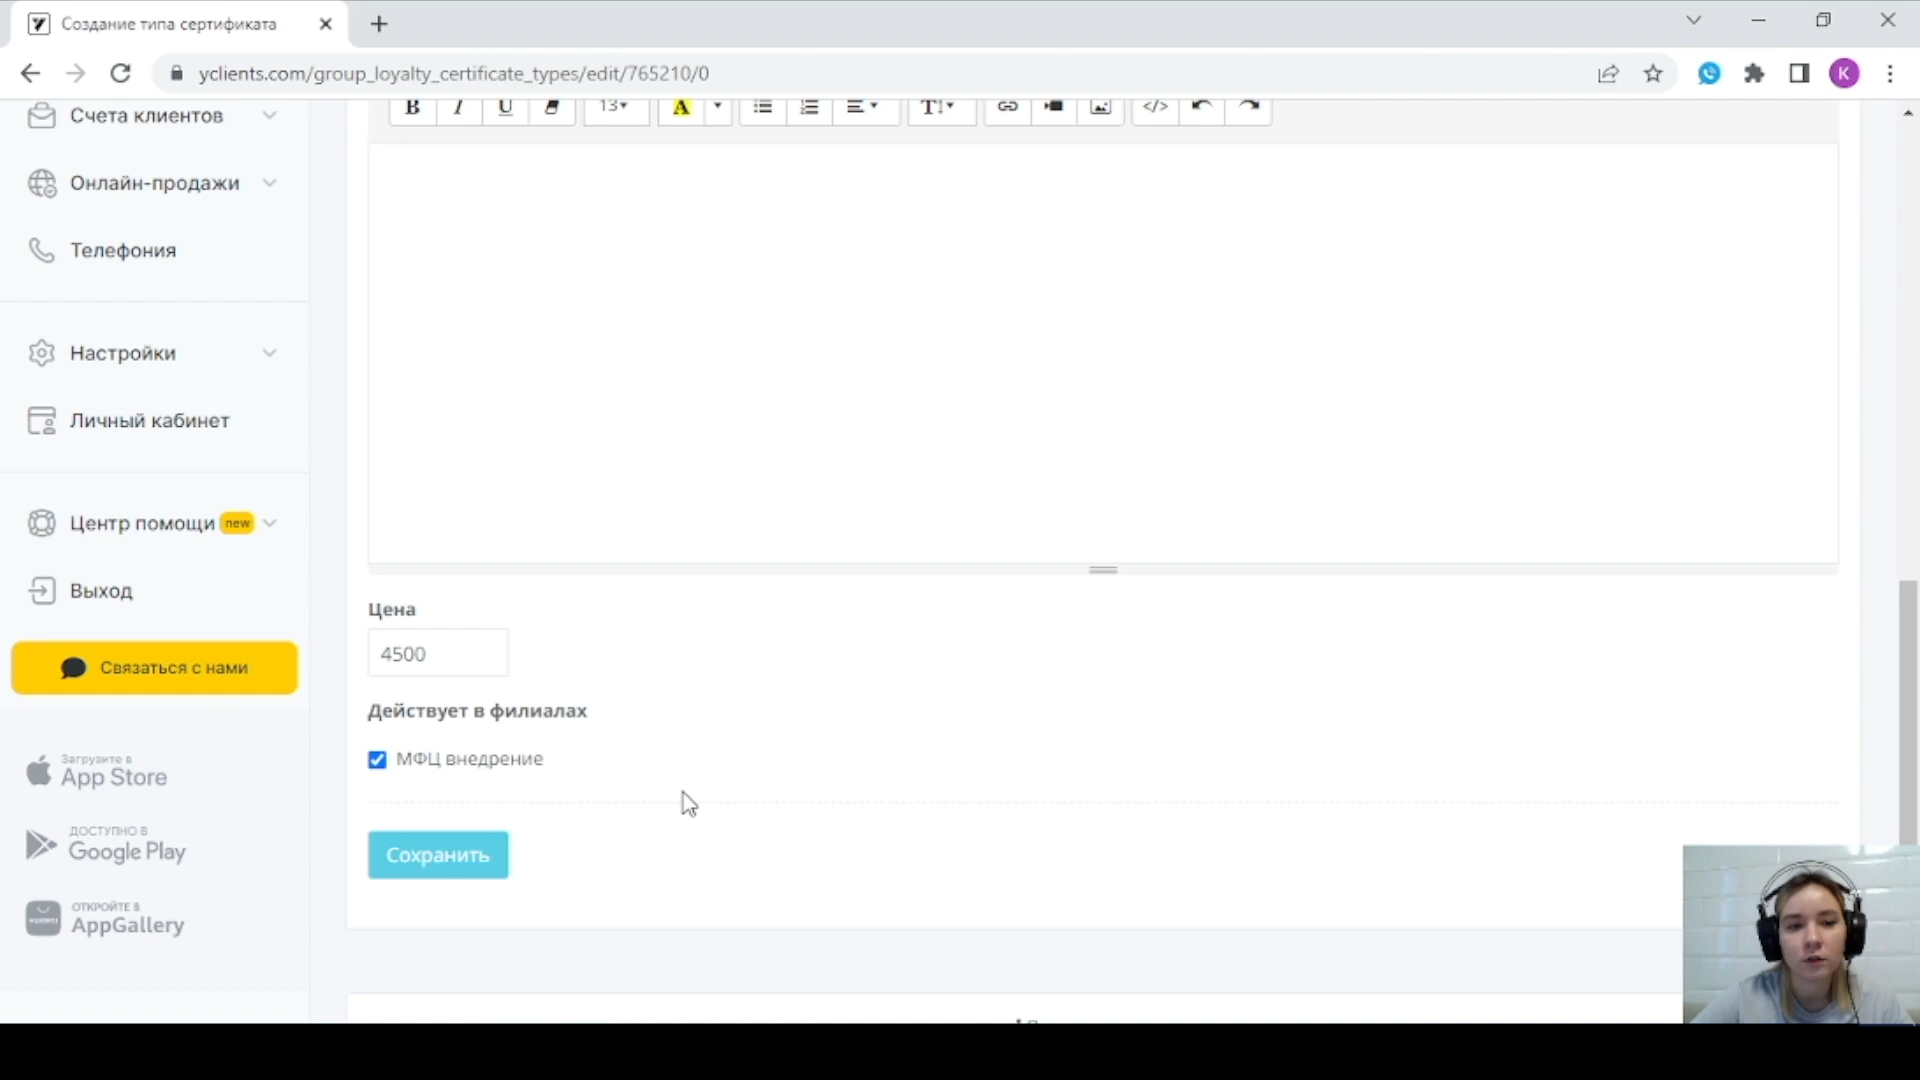 Создание типа сертификата
yclients.com/group_loyalty_certificate_types/edit/765210/0
K
Счета клиентов
B I U 13 A T
Онлайн-продажи
Телефония
Настройки
Личный кабинет
Центр помощи new
Выход
Связаться с нами
Загрузите в
App Store
ДОСТУПНО В
Google Play
ОТКРОЙТЕ В
AppGallery
Цена
4500
Действует в филиалах
МФЦ внедрение
Сохранить